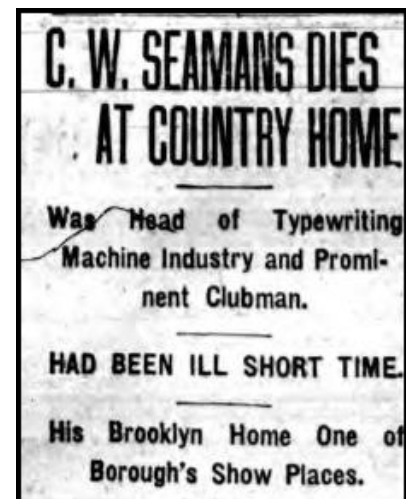 C. W. SEAMANS DIES
AT COUNTRY HOME
Was Head of Typewriting
Machine Industry and Promi-
nent Clubman.
HAD BEEN ILL SHORT TIME.
His Brooklyn Home One of
Borough's Show Places.